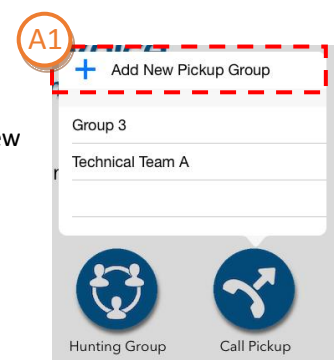 A1
+ Add New Pickup Group
Group 3
Technical Team A
Hunting Group
Call Pickup